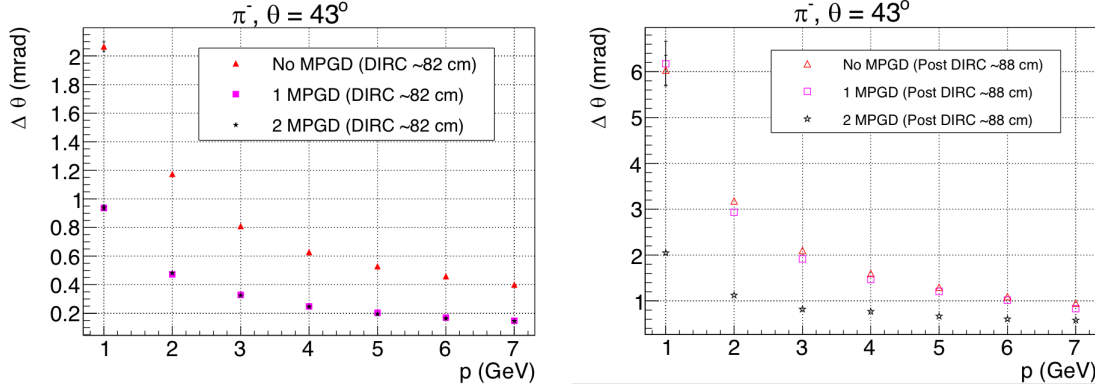 π⁻, θ = 43°
Δ θ (mrad)
2
1.8
1.6
1.4
1.2
1
0.8
0.6
0.4
0.2
No MPGD (DIRC ~82 cm)
1 MPGD (DIRC ~82 cm)
2 MPGD (DIRC ~82 cm)
1 2 3 4 5 6 7
p (GeV)
π⁻, θ = 43°
Δ θ (mrad)
6
5
4
3
2
1
No MPGD (Post DIRC ~88 cm)
1 MPGD (Post DIRC ~88 cm)
2 MPGD (Post DIRC ~88 cm)
1 2 3 4 5 6 7
p (GeV)